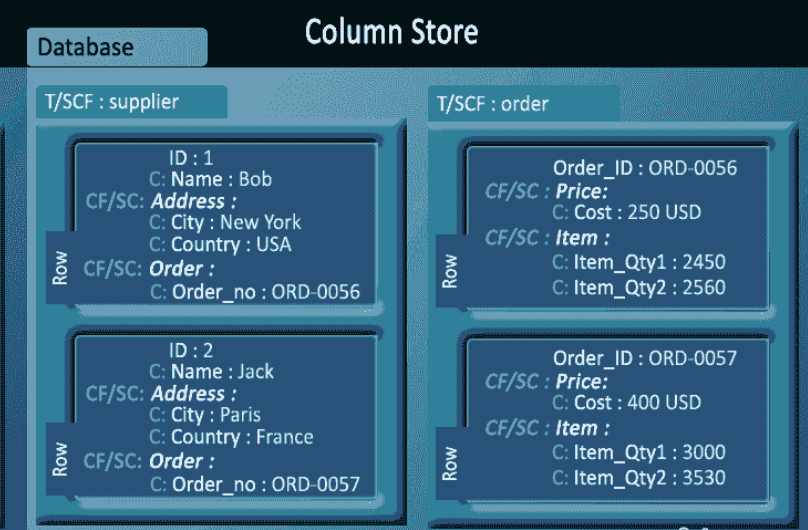 Column Store
Database
T/SCF : supplier
ID : 1
C: Name : Bob
CF/SC: Address :
C: City : New York
C: Country : USA
CF/SC: Order :
C: Order_no : ORD-0056
Row
ID : 2
C: Name : Jack
CF/SC: Address :
C: City : Paris
C: Country : France
CF/SC: Order :
C: Order_no : ORD-0057
Row
T/SCF : order
Order_ID : ORD-0056
CF/SC : Price:
C: Cost : 250 USD
CF/SC : Item :
C: Item_Qty1 : 2450
C: Item_Qty2 : 2560
Row
Order_ID : ORD-0057
CF/SC : Price:
C: Cost : 400 USD
CF/SC : Item :
C: Item_Qty1 : 3000
C: Item_Qty2 : 3530
Row